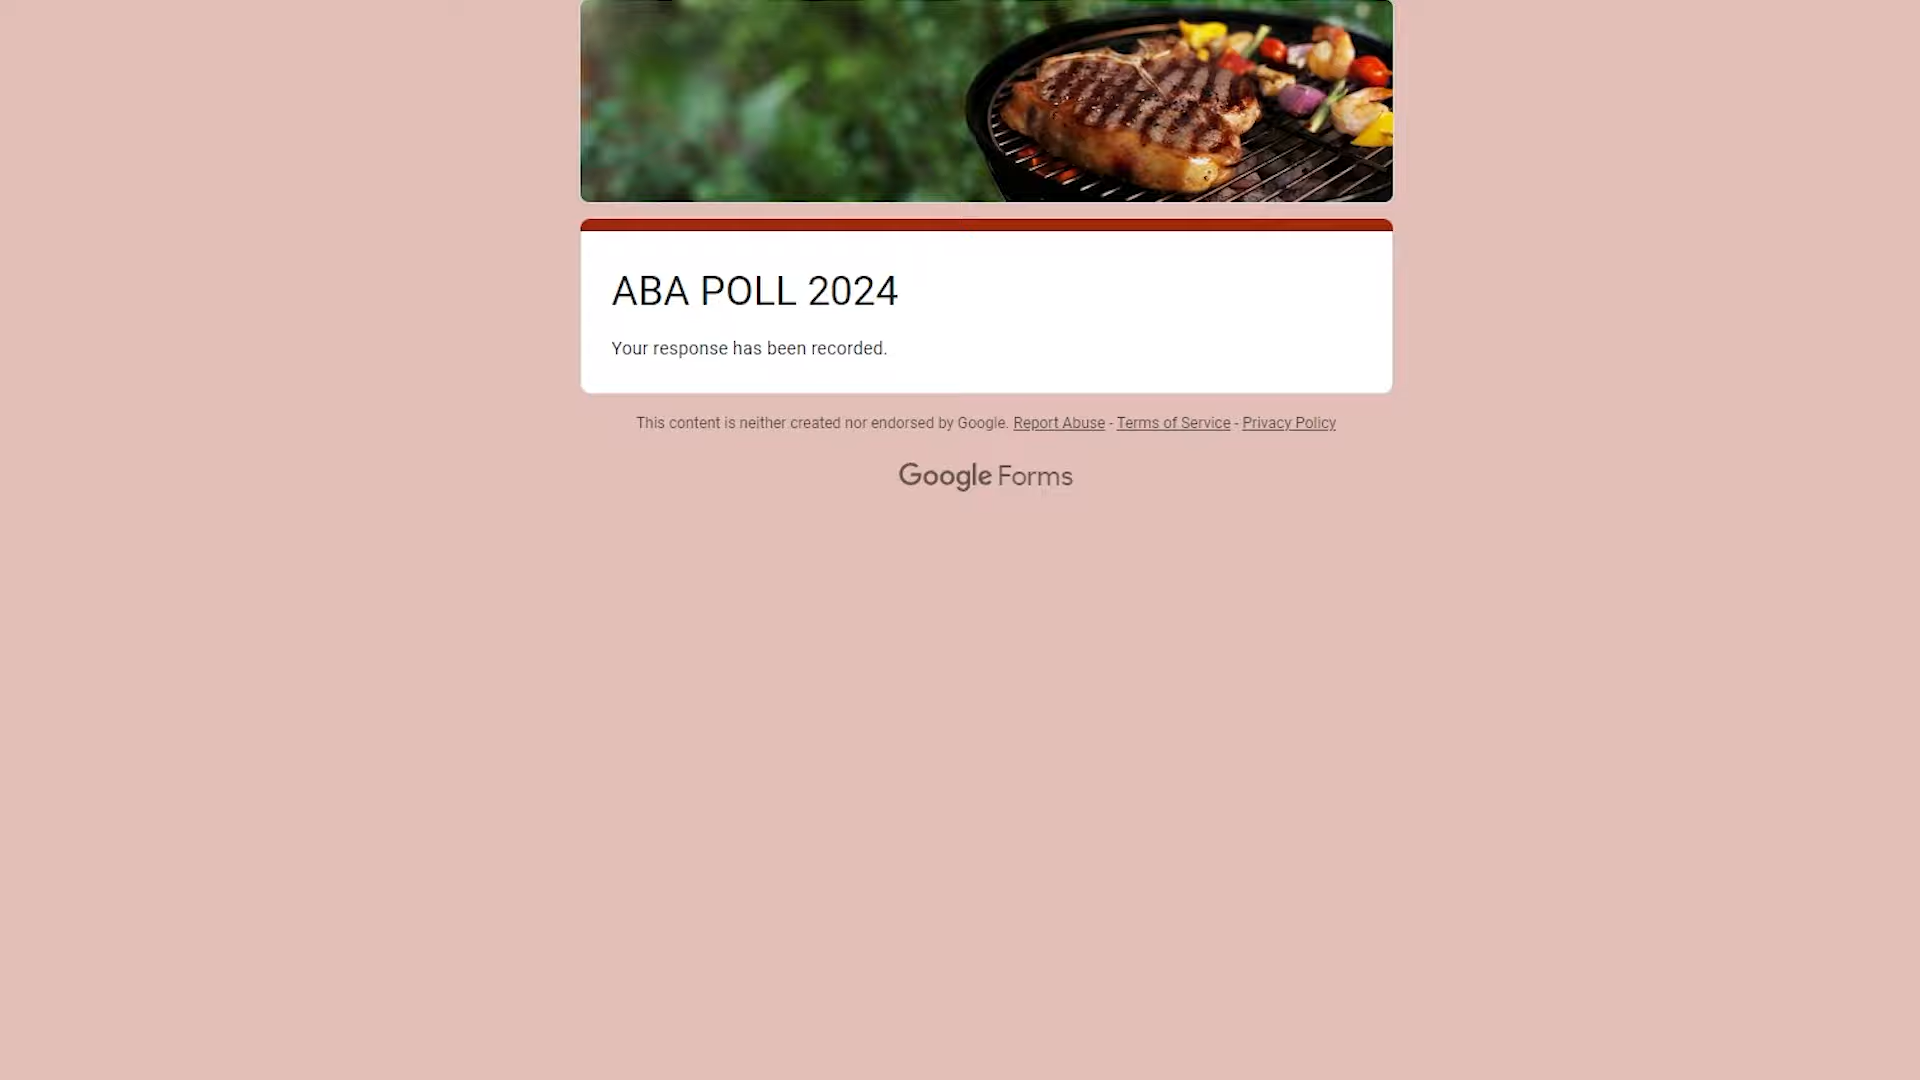 ABA POLL 2024
Your response has been recorded.
This content is neither created nor endorsed by Google. Report Abuse - Terms of Service - Privacy Policy
Google Forms